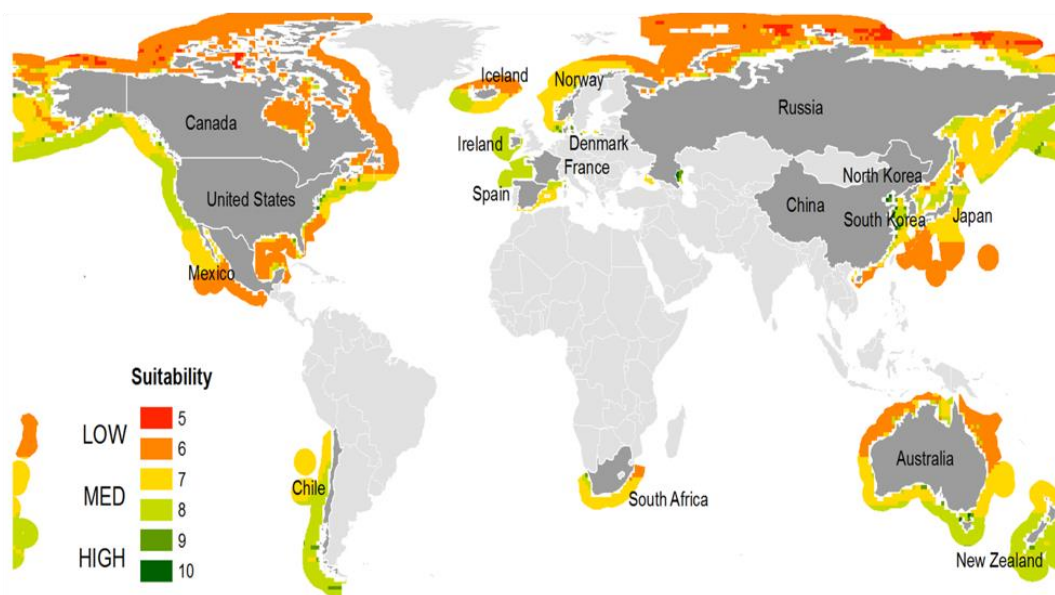 Iceland
Norway
Canada
Russia
Ireland
Denmark
France
North Korea
United States
Spain
China
South Korea
Japan
Mexico
Suitability
5
LOW
6
7
MED
8
9
HIGH
10
Chile
Australia
South Africa
New Zealand